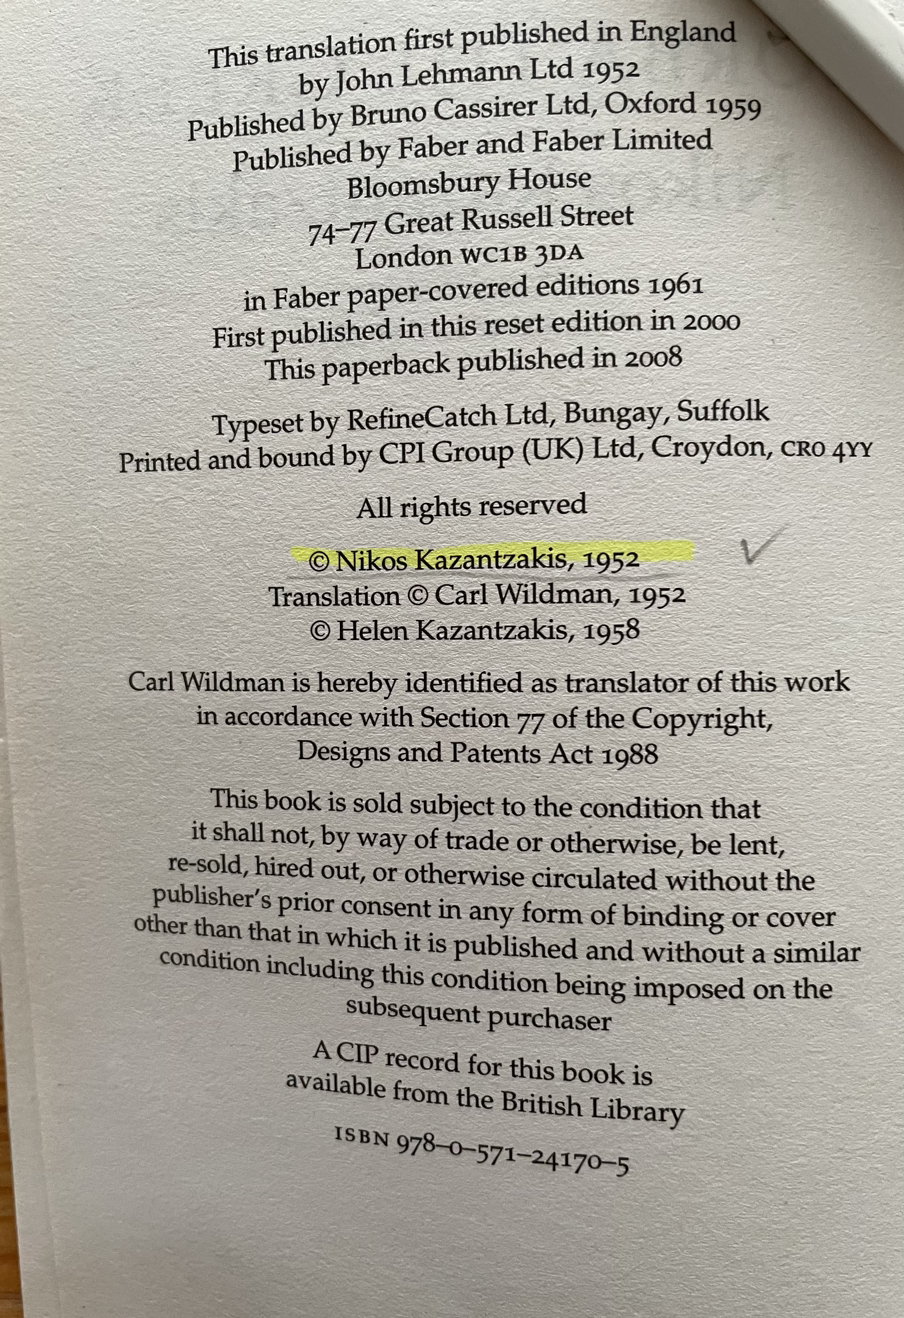 This translation first published in England
by John Lehmann Ltd 1952
Published by Bruno Cassirer Ltd, Oxford 1959
Published by Faber and Faber Limited
Bloomsbury House
74–77 Great Russell Street
London WC1B 3DA
in Faber paper-covered editions 1961
First published in this reset edition in 2000
This paperback published in 2008
Typeset by RefineCatch Ltd, Bungay, Suffolk
Printed and bound by CPI Group (UK) Ltd, Croydon, CR0 4YY
All rights reserved
© Nikos Kazantzakis, 1952
Translation © Carl Wildman, 1952
© Helen Kazantzakis, 1958
Carl Wildman is hereby identified as translator of this work
in accordance with Section 77 of the Copyright,
Designs and Patents Act 1988
This book is sold subject to the condition that
it shall not, by way of trade or otherwise, be lent,
re-sold, hired out, or otherwise circulated without the
publisher's prior consent in any form of binding or cover
other than that in which it is published and without a similar
condition including this condition being imposed on the
subsequent purchaser
A CIP record for this book is
available from the British Library
ISBN 978–0–571–24170–5